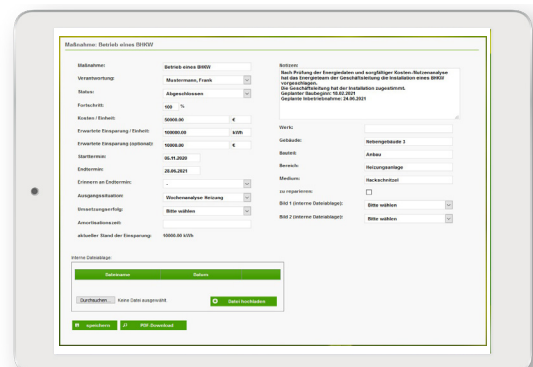 Maßnahme: Betrieb eines BHKW
Maßnahme: Betrieb eines BHKW
Verantwortung: Mustermann, Frank
Status: Abgeschlossen
Fortschritt: 100 %
Kosten / Einheit: 50000.00 €
Erwartete Einsparung / Einheit: 100000.00 kWh
Erwartete Einsparung (optional): 10000.00 €
Starttermin: 05.11.2020
Endtermin: 28.06.2021
Erinnern an Endtermin: -
Ausgangssituation: Wochenanalyse Heizung
Umsetzungserfolg: Bitte wählen
Amortisationszeit:
aktueller Stand der Einsparung: 10000.00 kWh
Notizen:
Nach Prüfung der Energiedaten und sorgfältiger Kosten-/Nutzenanalyse
hat das Energieteam der Geschäftsleitung die Installation eines BHKW
vorgeschlagen.
Die Geschäftsleitung hat der Installation zugestimmt.
Geplanter Baubeginn: 18.02.2021
Geplante Inbetriebnahme: 24.06.2021
Werk:
Gebäude: Nebengebäude 3
Bauteil: Anbau
Bereich: Heizungsanlage
Medium: Hackschnitzel
zu reparieren:
Bild 1 (interne Dateiablage): Bitte wählen
Bild 2 (interne Dateiablage): Bitte wählen
Interne Dateiablage:
Dateiname Datum
Durchsuchen... Keine Datei ausgewählt. Datei hochladen
speichern PDF-Download